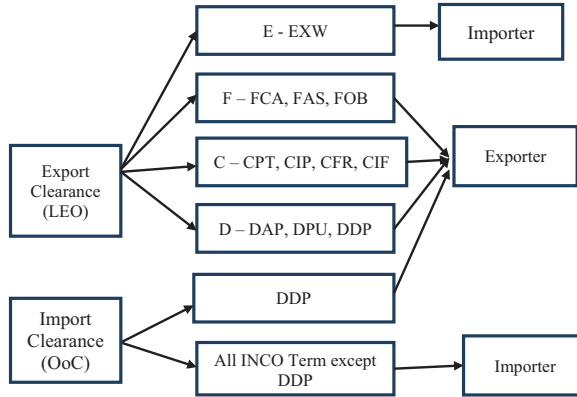 E - EXW
Importer
F – FCA, FAS, FOB
Export
Clearance
(LEO)
C – CPT, CIP, CFR, CIF
Exporter
D – DAP, DPU, DDP
Import
Clearance
(OoC)
DDP
All INCO Term except
DDP
Importer